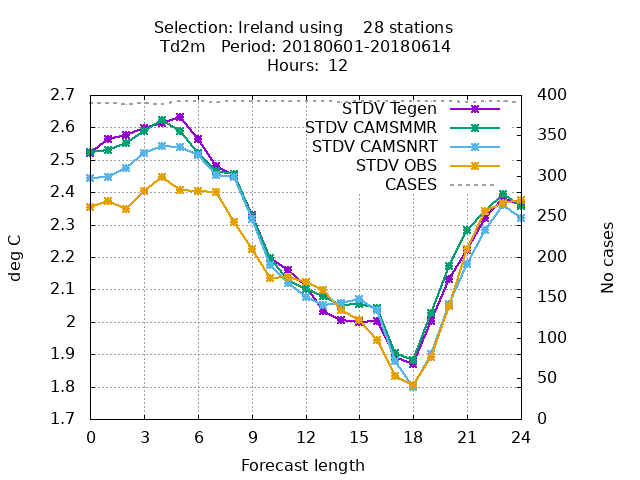 Selection: Ireland using    28 stations
Td2m   Period: 20180601-20180614
Hours: 12
2.7
2.6
2.5
2.4
2.3
2.2
2.1
2
1.9
1.8
1.7
deg C
STDV Tegen
STDV CAMSMMR
STDV CAMSNRT
STDV OBS
CASES
400
350
300
250
200
150
100
50
0
No cases
0 3 6 9 12 15 18 21 24
Forecast length